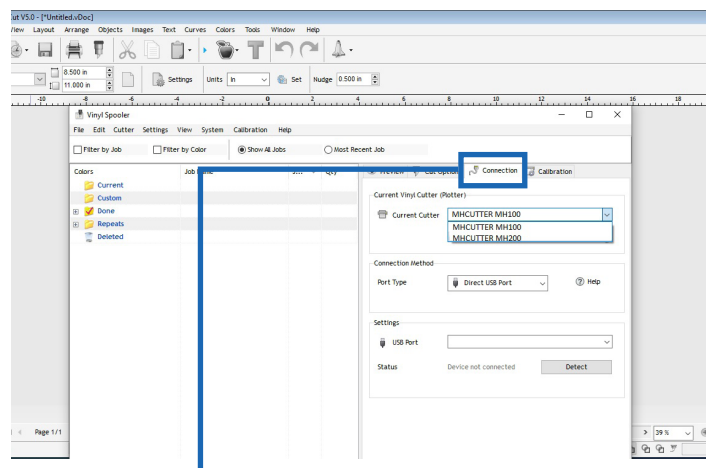 ut V5.0 - [*Untitled.vDoc]
View Layout Arrange Objects Images Text Curves Colors Tools Window Help
8.500 in
11.000 in
Settings Units In Set Nudge 0.500 in
-10 -8 -6 -4 -2 0 2 4 6 8 10 12 14 16 18
Vinyl Spooler
File Edit Cutter Settings View System Calibration Help
Filter by Job Filter by Color Show All Jobs Most Recent Job
Colors Job Qty Preview Connection Calibration
Current
Custom
Done
Repeats
Deleted
Current Vinyl Cutter (Plotter)
Current Cutter MHCUTTER MH100
MHCUTTER MH100
MHCUTTER MH200
Connection Method
Port Type Direct USB Port Help
Settings
USB Port
Status Device not connected Detect
Page 1/1 39 %